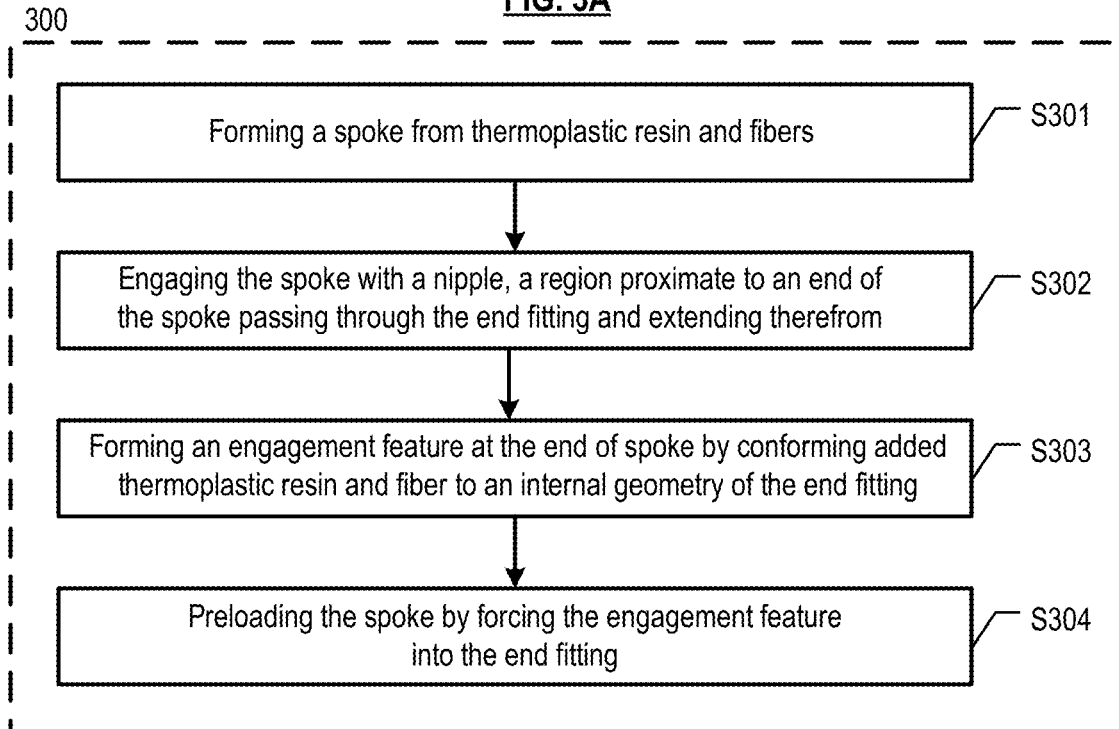 FIG. 3A
300
Forming a spoke from thermoplastic resin and fibers
S301
Engaging the spoke with a nipple, a region proximate to an end of
the spoke passing through the end fitting and extending therefrom
S302
Forming an engagement feature at the end of spoke by conforming added
thermoplastic resin and fiber to an internal geometry of the end fitting
S303
Preloading the spoke by forcing the engagement feature
into the end fitting
S304